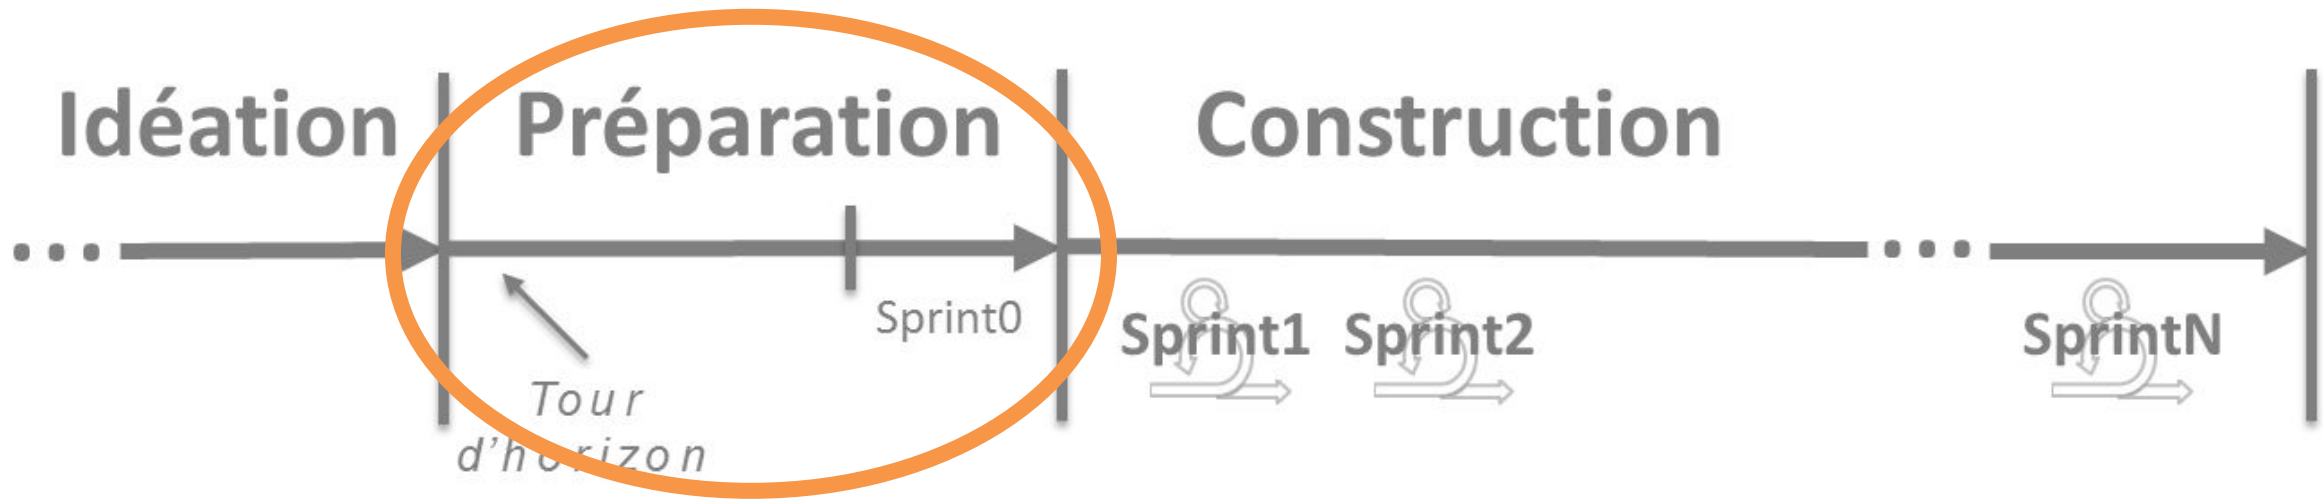 Idéation
Préparation
Construction
Sprint0
Sprint1
Sprint2
SprintN
Tour
d'horizon